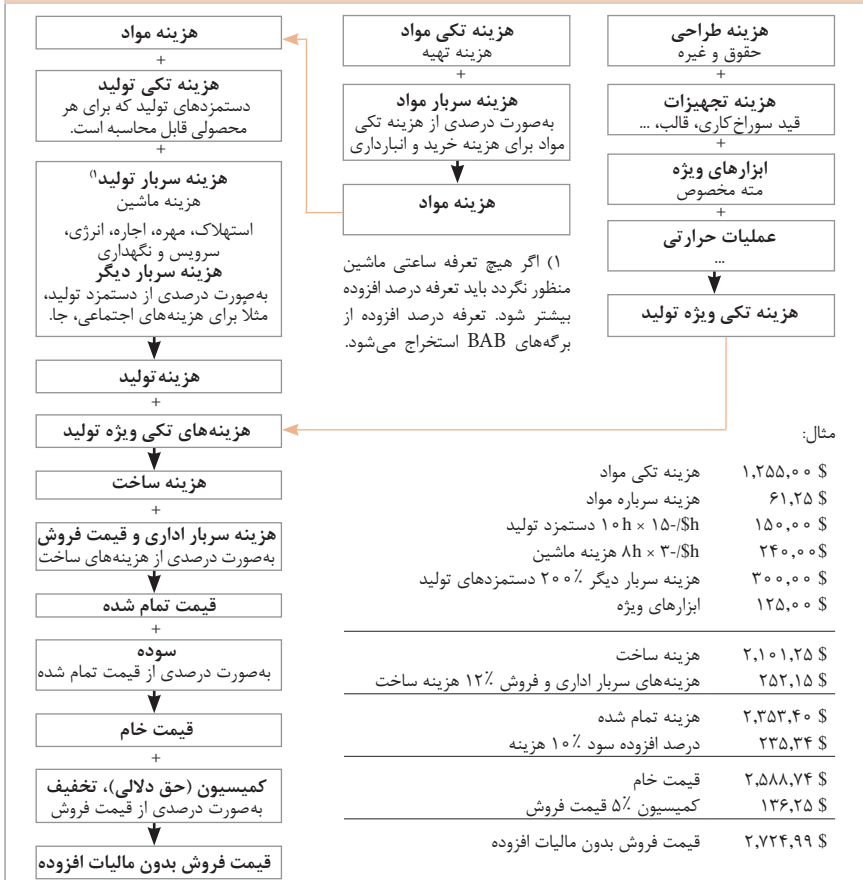 هزینه مواد
+
هزینه تکی تولید
دستمزدهای تولید که برای هر
محصولی قابل محاسبه است.
+
هزینه سربار تولید۱)
هزینه ماشین
استهلاک، مهره، اجاره، انرژی،
سرویس و نگهداری
هزینه سربار دیگر
به‌صورت درصدی از دستمزد تولید،
مثلاً برای هزینه‌های اجتماعی، جا.
هزینه‌تولید
+
هزینه‌های تکی ویژه تولید
هزینه ساخت
+
هزینه سربار اداری و قیمت فروش
به‌صورت درصدی از هزینه‌های ساخت
قیمت تمام شده
+
سوده
به‌صورت درصدی از قیمت تمام شده
قیمت خام
+
کمیسیون (حق دلالی)، تخفیف
به‌صورت درصدی از قیمت فروش
قیمت فروش بدون مالیات افزوده
هزینه تکی مواد
هزینه تهیه
+
هزینه سربار مواد
به‌صورت درصدی از هزینه تکی
مواد برای هزینه خرید و انبارداری
هزینه مواد
۱) اگر هیچ تعرفه ساعتی ماشین
منظور نگردد باید تعرفه درصد افزوده
بیشتر شود. تعرفه درصد افزوده از
برگه‌های BAB استخراج می‌شود.
هزینه طراحی
حقوق و غیره
+
هزینه تجهیزات
قید سوراخ‌کاری، قالب، ...
+
ابزارهای ویژه
مته مخصوص
+
عملیات حرارتی
...
هزینه تکی ویژه تولید
مثال:
۱,۲۵۵,۰۰ $ هزینه تکی مواد
۶۱,۲۵ $ هزینه سرباره مواد
۱۵۰,۰۰ $ ۱۰h × ۱۵-/$h دستمزد تولید
۲۴۰,۰۰$ ۸h × ۳-/$h هزینه ماشین
۳۰۰,۰۰ $ هزینه سربار دیگر ۲۰۰٪ دستمزدهای تولید
۱۲۵,۰۰ $ ابزارهای ویژه
۲,۱۰۱,۲۵ $ هزینه ساخت
۲۵۲,۱۵ $ هزینه‌های سربار اداری و فروش ۱۲٪ هزینه ساخت
۲,۳۵۳,۴۰ $ هزینه تمام شده
۲۳۵,۳۴ $ درصد افزوده سود ۱۰٪ هزینه
۲,۵۸۸,۷۴ $ قیمت خام
۱۳۶,۲۵ $ کمیسیون ۵٪ قیمت فروش
۲,۷۲۴,۹۹ $ قیمت فروش بدون مالیات افزوده